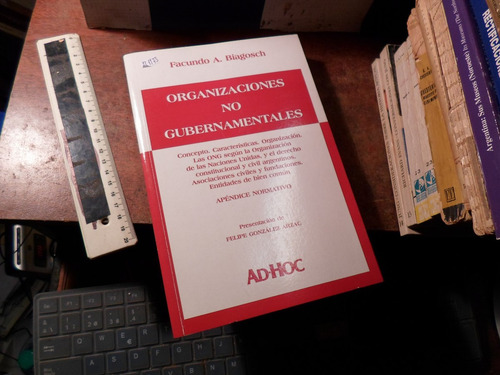 Facundo A. Biagosch
ORGANIZACIONES
NO
GUBERNAMENTALES
Concepto. Características. Organización.
Las ONG según la Organización
de las Naciones Unidas, y el derecho
constitucional y civil argentinos.
Asociaciones civiles y fundaciones.
Entidades de bien común
APÉNDICE NORMATIVO
Presentación de
FELIPE GONZÁLEZ ARZAC
AD-HOC